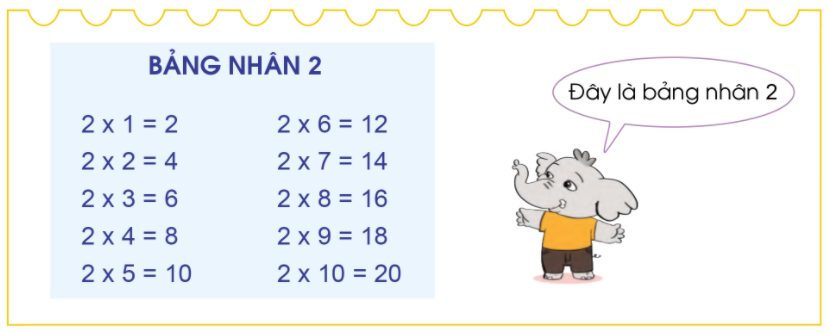 BẢNG NHÂN 2
2 x 1 = 2
2 x 2 = 4
2 x 3 = 6
2 x 4 = 8
2 x 5 = 10
2 x 6 = 12
2 x 7 = 14
2 x 8 = 16
2 x 9 = 18
2 x 10 = 20
Đây là bảng nhân 2